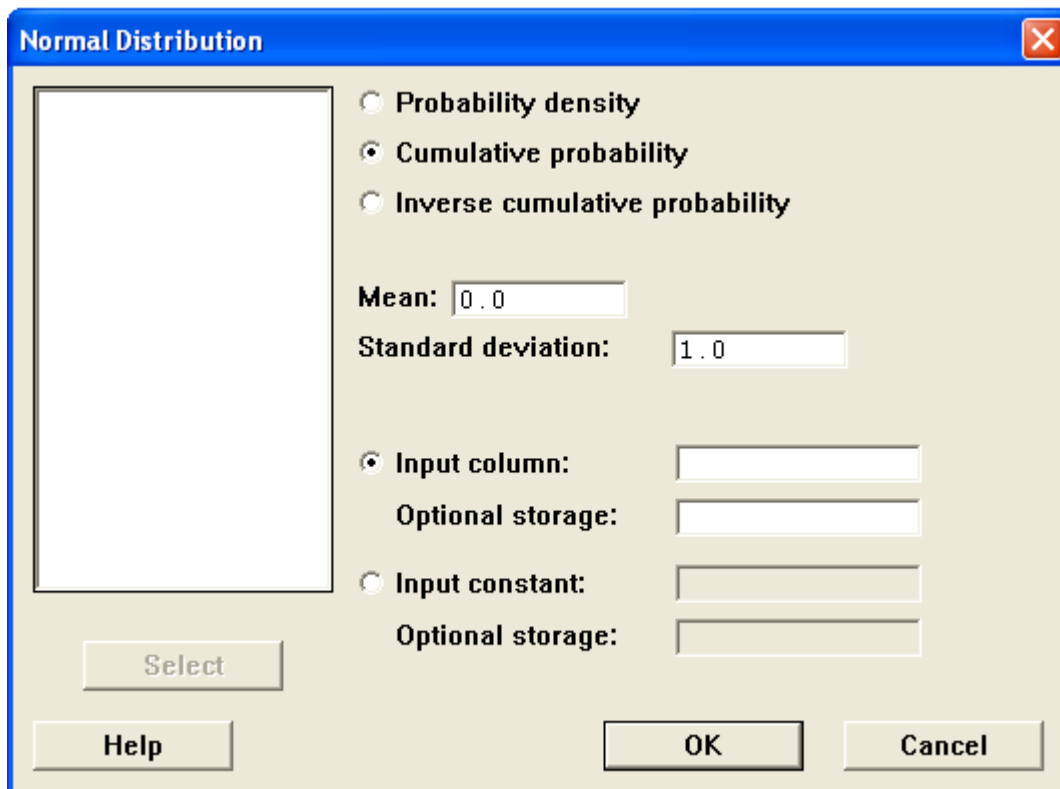 Normal Distribution
Probability density
Cumulative probability
Inverse cumulative probability
Mean: 0.0
Standard deviation: 1.0
Input column:
Optional storage:
Input constant:
Optional storage:
Select
Help OK Cancel